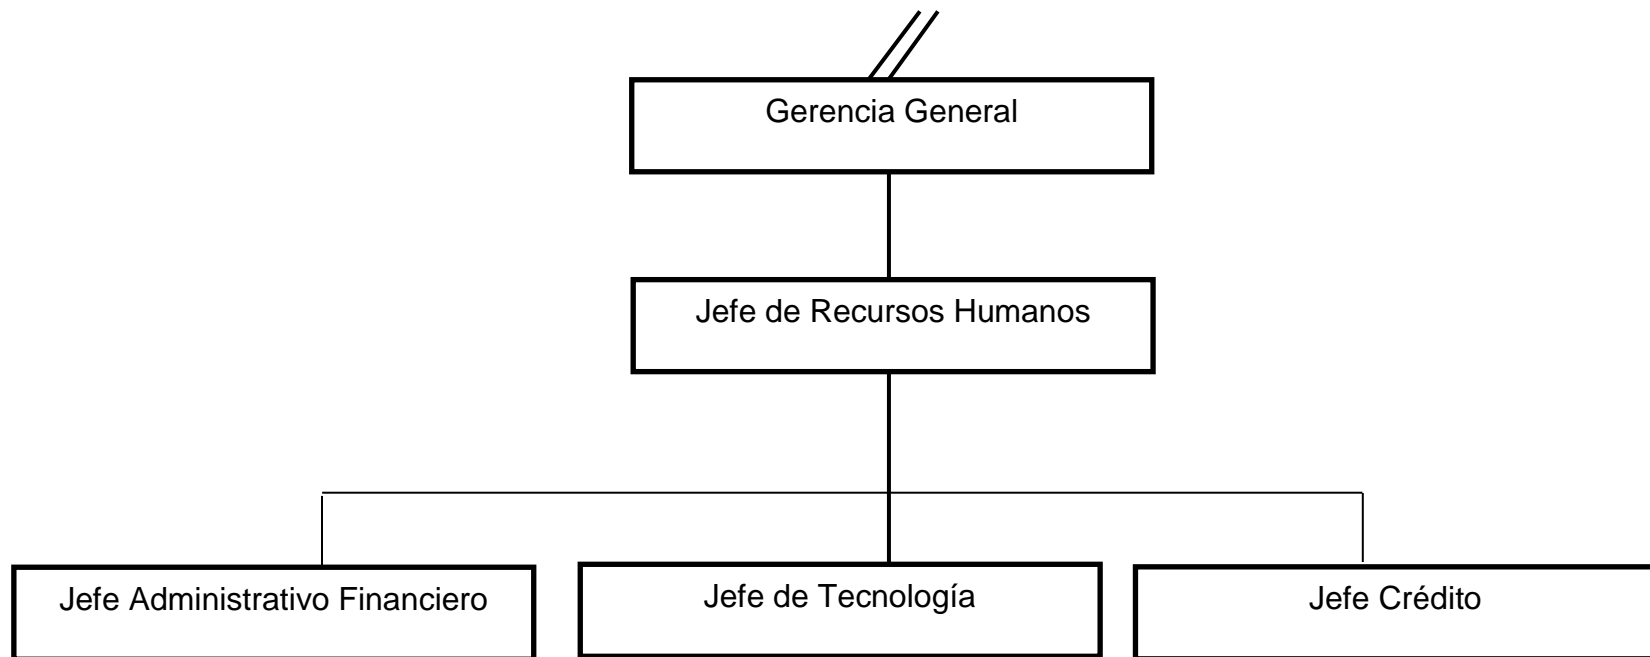 Gerencia General
Jefe de Recursos Humanos
Jefe Administrativo Financiero
Jefe de Tecnología
Jefe Crédito